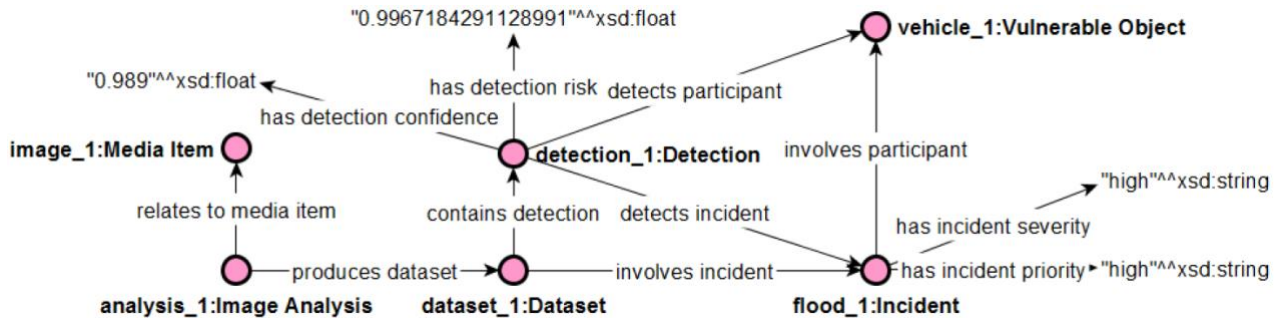 "0.9967184291128991"^^xsd:float
vehicle_1:Vulnerable Object
"0.989"^^xsd:float
has detection risk
detects participant
has detection confidence
image_1:Media Item
detection_1:Detection
involves participant
"high"^^xsd:string
relates to media item
contains detection
detects incident
has incident severity
produces dataset
involves incident
has incident priority
"high"^^xsd:string
analysis_1:Image Analysis
dataset_1:Dataset
flood_1:Incident